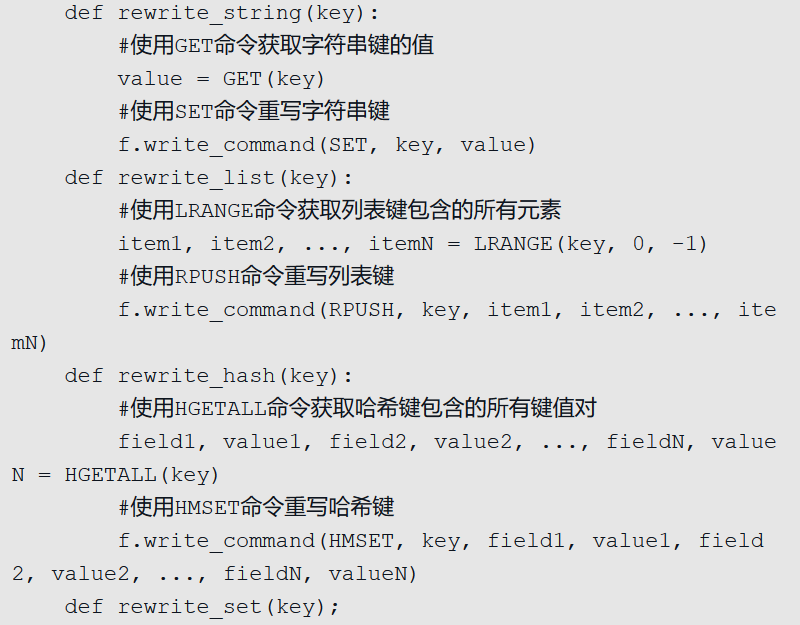 def rewrite_string(key):
#使用GET命令获取字符串键的值
value = GET(key)
#使用SET命令重写字符串键
f.write_command(SET, key, value)
def rewrite_list(key):
#使用LRANGE命令获取列表键包含的所有元素
item1, item2, ..., itemN = LRANGE(key, 0, -1)
#使用RPUSH命令重写列表键
f.write_command(RPUSH, key, item1, item2, ..., ite
mN)
def rewrite_hash(key):
#使用HGETALL命令获取哈希键包含的所有键值对
field1, value1, field2, value2, ..., fieldN, value
N = HGETALL(key)
#使用HMSET命令重写哈希键
f.write_command(HMSET, key, field1, value1, field
2, value2, ..., fieldN, valueN)
def rewrite_set(key);